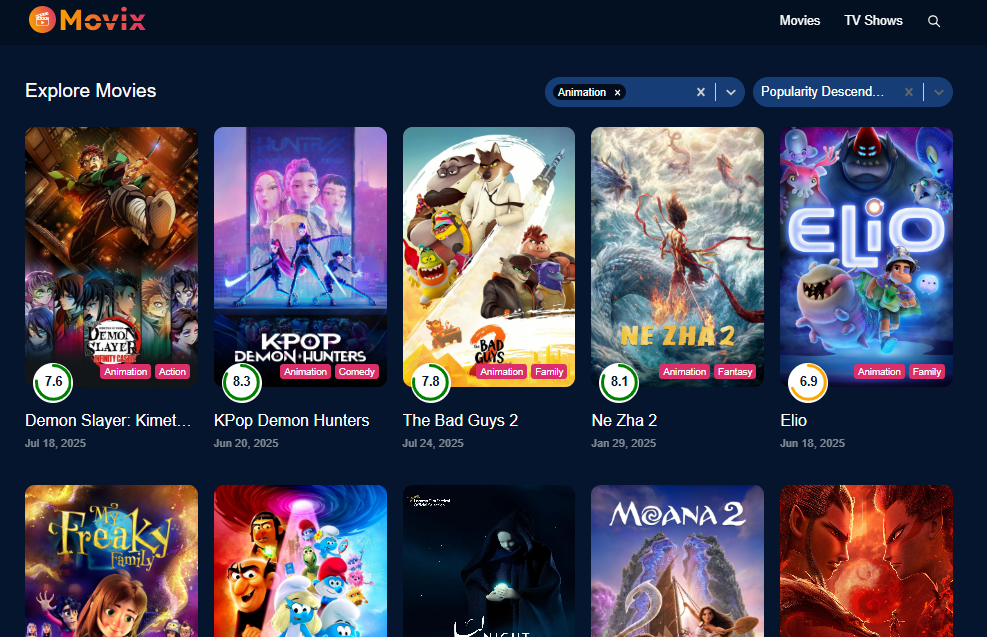 Movix
Movies TV Shows
Explore Movies
Animation × Popularity Descend...
HUNTR/X
ELIO
DEMON
SLAYER
INFINITY CASTLE
KPOP
DEMON HUNTERS
THE BAD
GUYS
2
NE ZHA 2
Animation Action
Animation Comedy
Animation Family
Animation Fantasy
Animation Family
7.6
8.3
7.8
8.1
6.9
Demon Slayer: Kimet...
KPop Demon Hunters
The Bad Guys 2
Ne Zha 2
Elio
Jul 18, 2025
Jun 20, 2025
Jul 24, 2025
Jan 29, 2025
Jun 18, 2025
My
Freaky
Family
MOANA 2